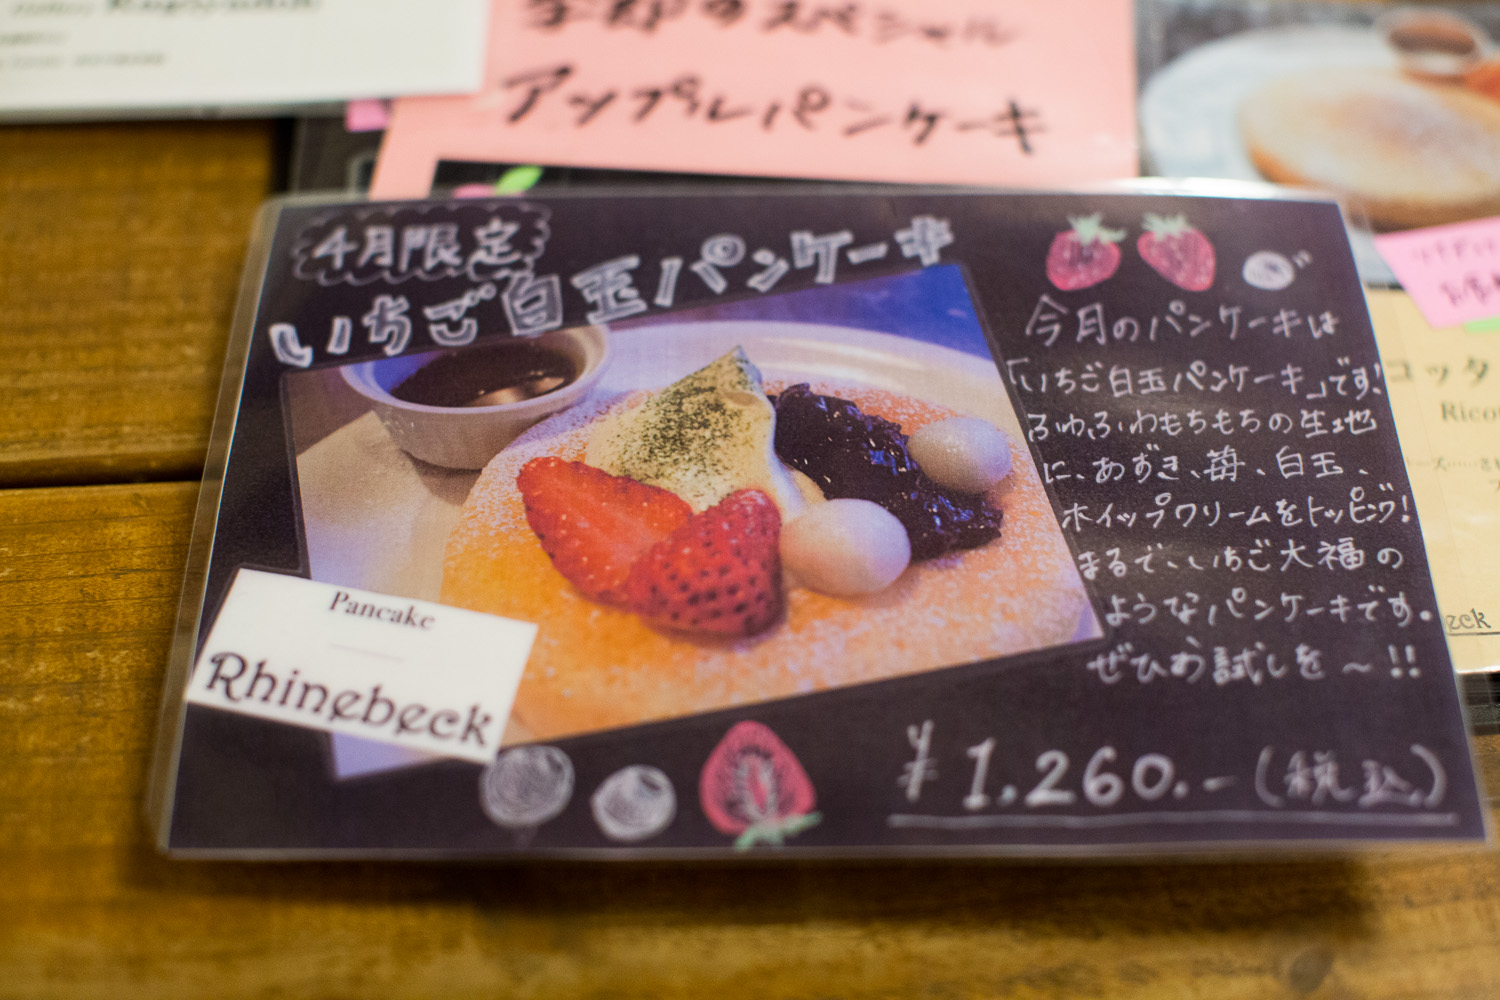 季節のスペシャル
アップルパンケーキ
4月限定
いちご白玉パンケーキ
今月のパンケーキは
「いちご白玉パンケーキ」です!
ふゆふわもちもちの生地
に、あずき、苺、白玉、
ホイップクリームをトッピング!
まるで、いちご大福の
ようなパンケーキです。
ぜひお試しを〜!!
¥1.260.-(税込)
Pancake
Rhinebeck
コッタ
Rico
zeck